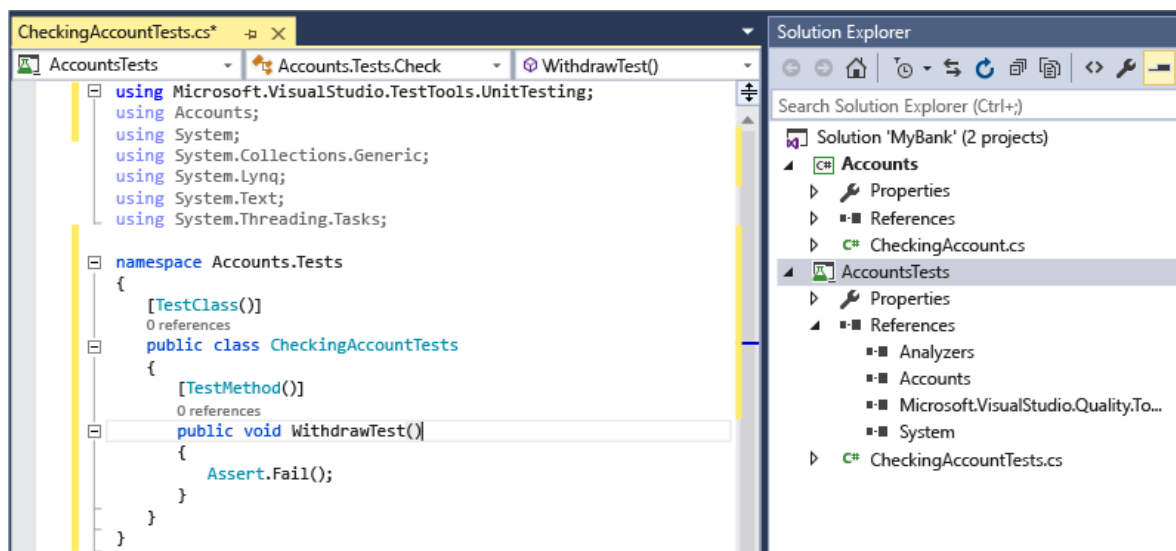 CheckingAccountTests.cs*
AccountsTests
Accounts.Tests.Check
WithdrawTest()
using Microsoft.VisualStudio.TestTools.UnitTesting;
using Accounts;
using System;
using System.Collections.Generic;
using System.Lynq;
using System.Text;
using System.Threading.Tasks;
namespace Accounts.Tests
{
[TestClass()]
0 references
public class CheckingAccountTests
{
[TestMethod()]
0 references
public void WithdrawTest()
{
Assert.Fail();
}
}
}
Solution Explorer
Search Solution Explorer (Ctrl+;)
Solution 'MyBank' (2 projects)
C# Accounts
Properties
References
C# CheckingAccount.cs
AccountsTests
Properties
References
Analyzers
Accounts
Microsoft.VisualStudio.Quality.To...
System
C# CheckingAccountTests.cs